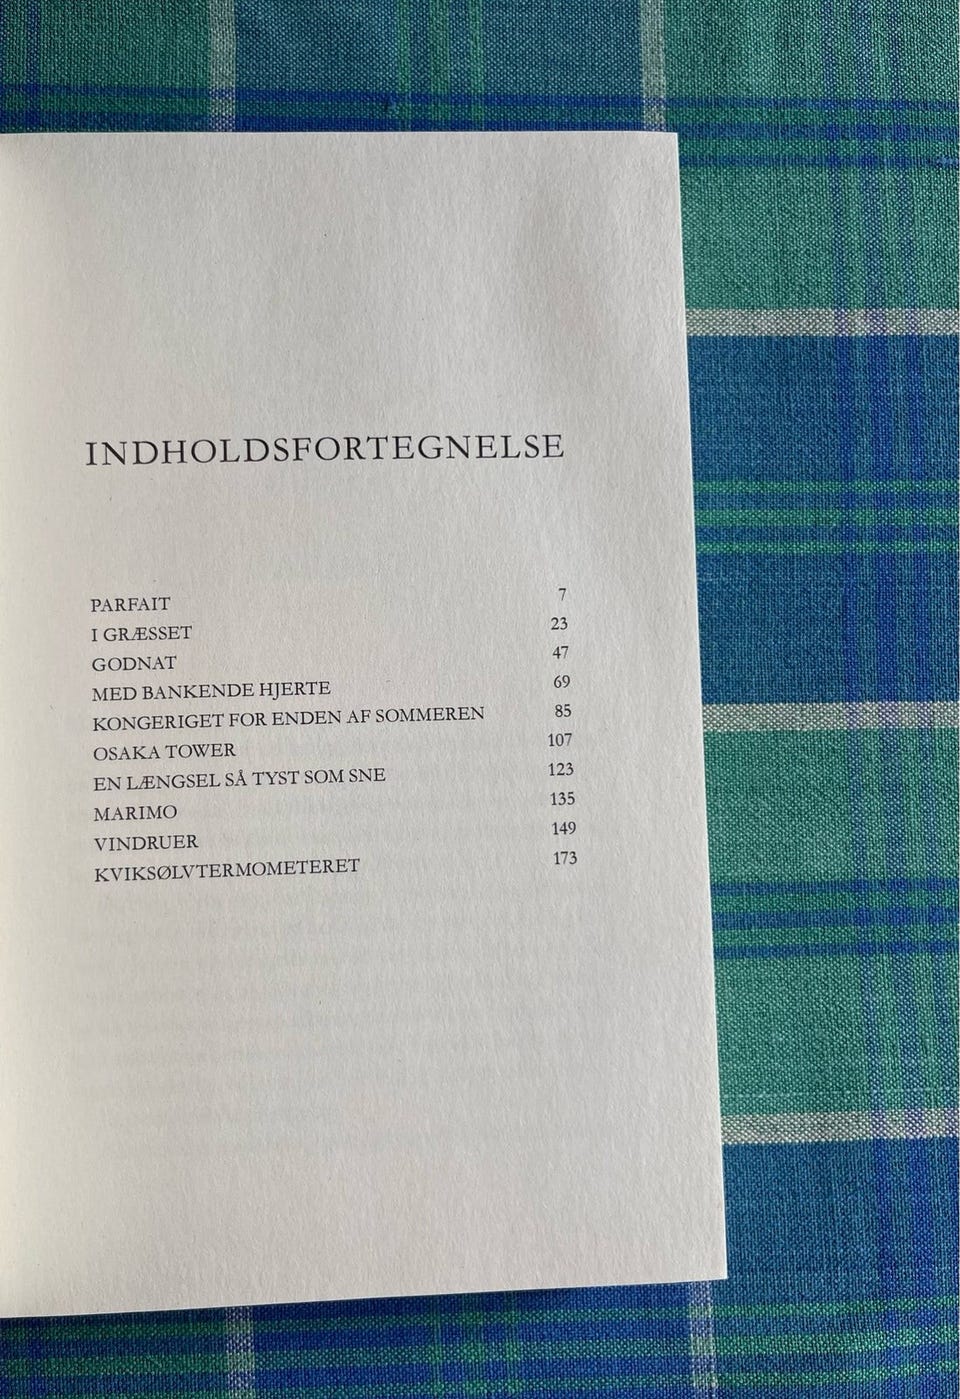 INDHOLDSFORTEGNELSE
PARFAIT 7
I GRÆSSET 23
GODNAT 47
MED BANKENDE HJERTE 69
KONGERIGET FOR ENDEN AF SOMMEREN 85
OSAKA TOWER 107
EN LÆNGSEL SÅ TYST SOM SNE 123
MARIMO 135
VINDRUER 149
KVIKSØLVTERMOMETERET 173